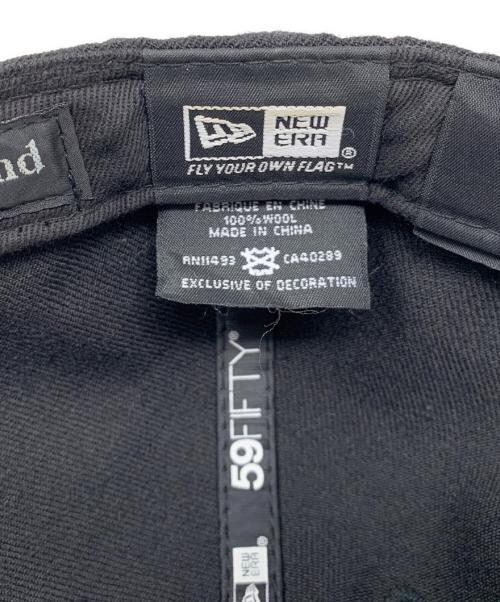 nd
NEW
ERA®
FLY YOUR OWN FLAG™
FABRIQUE EN CHINE
100% WOOL
MADE IN CHINA
RN11493 CA40289
EXCLUSIVE OF DECORATION
59FIFTY®
NEW
ERA®